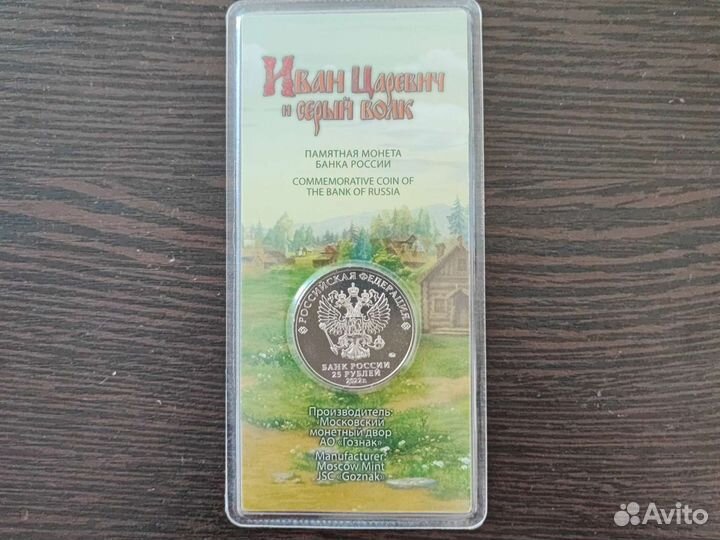 Иван Царевич
и серый волк
ПАМЯТНАЯ МОНЕТА
БАНКА РОССИИ
COMMEMORATIVE COIN OF
THE BANK OF RUSSIA
РОССИЙСКАЯ ФЕДЕРАЦИЯ
БАНК РОССИИ
25 РУБЛЕЙ
2022 г.
Производитель:
Московский
монетный двор
АО «Гознак»
Manufacturer:
Moscow Mint
JSC «Goznak»
Avito